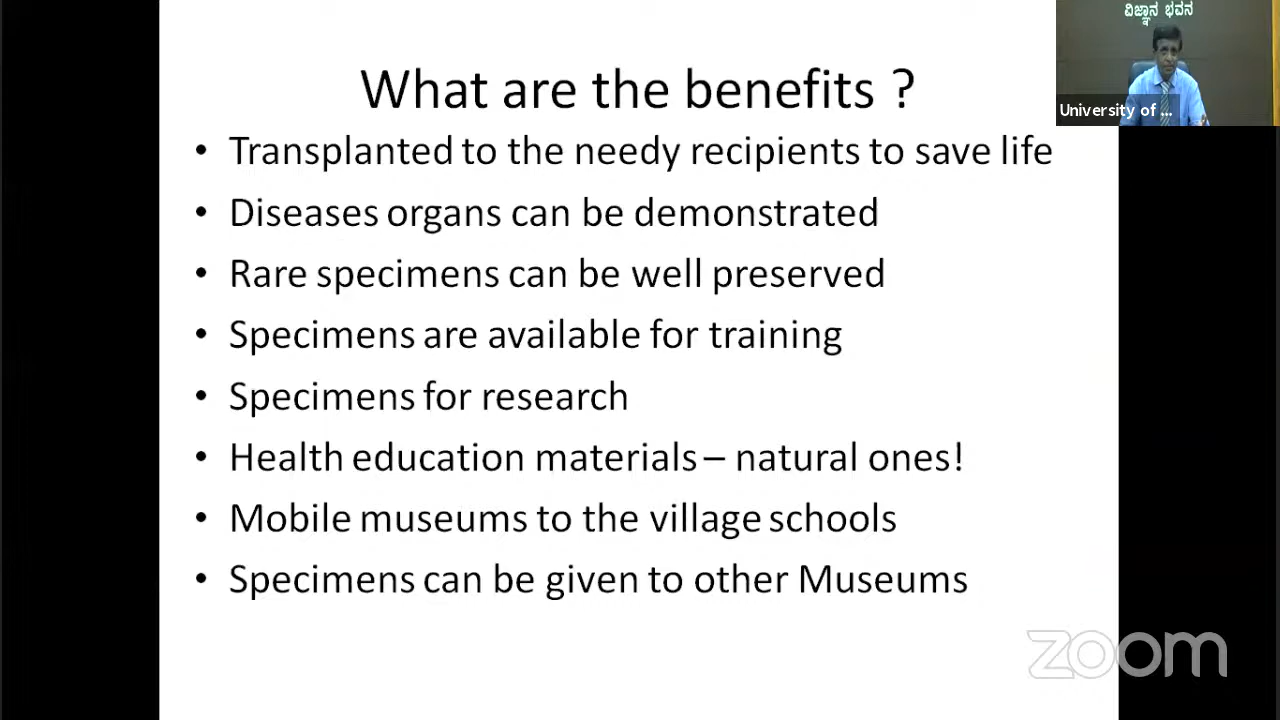 ವಿಜ್ಞಾನ ಭವನ
University of ...
What are the benefits ?
• Transplanted to the needy recipients to save life
• Diseases organs can be demonstrated
• Rare specimens can be well preserved
• Specimens are available for training
• Specimens for research
• Health education materials – natural ones!
• Mobile museums to the village schools
• Specimens can be given to other Museums
zoom